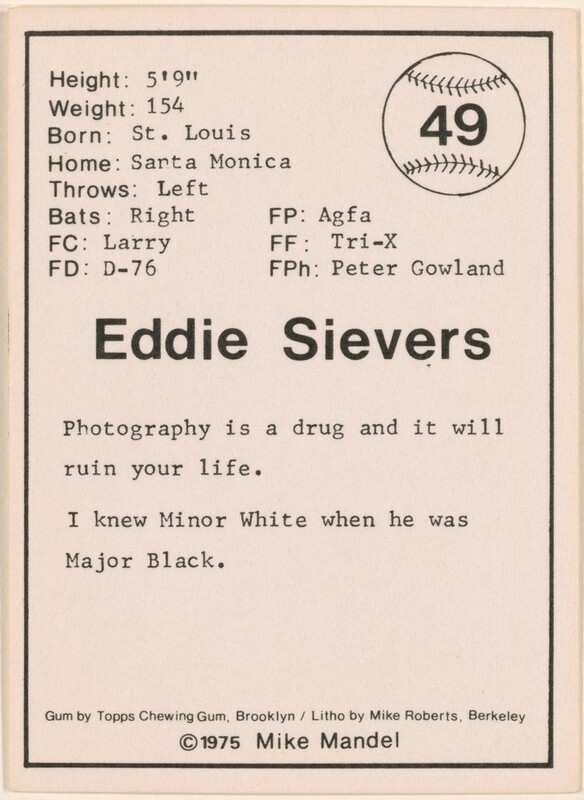 Height: 5'9"
49
Weight: 154
Born: St. Louis
Home: Santa Monica
Throws: Left
Bats: Right FP: Agfa
FC: Larry FF: Tri-X
FD: D-76 FPh: Peter Gowland
Eddie Sievers
Photography is a drug and it will
ruin your life.
I knew Minor White when he was
Major Black.
Gum by Topps Chewing Gum, Brooklyn / Litho by Mike Roberts, Berkeley
©1975 Mike Mandel